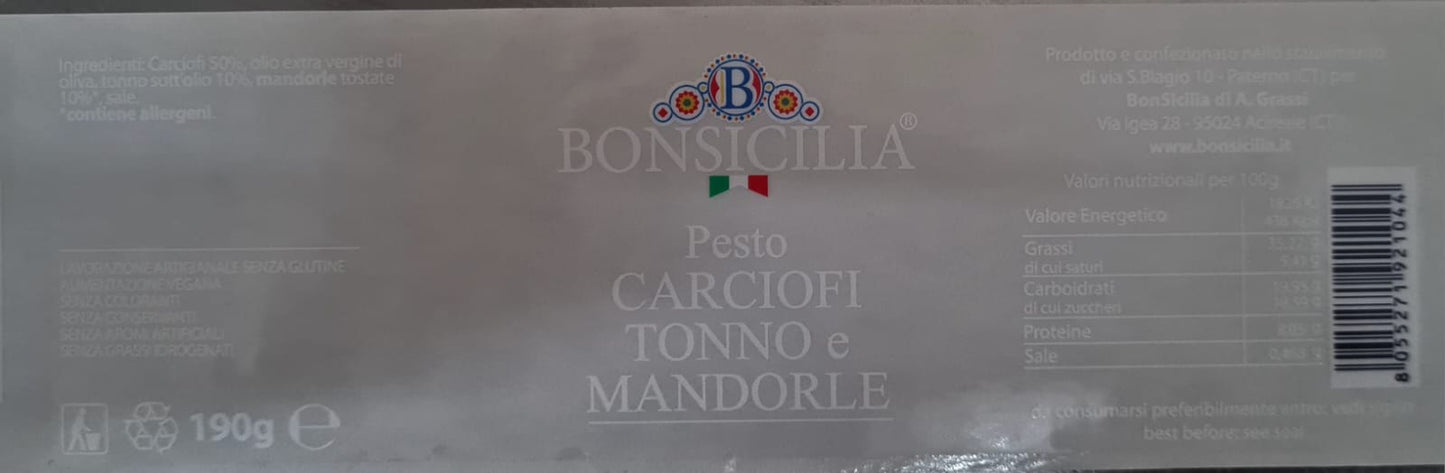 Ingredienti: Carciofi 50%, olio extra vergine di
oliva, tonno sott'olio 10%, mandorle tostate
10%*, sale.
*contiene allergeni.
LAVORAZIONE ARTIGIANALE SENZA GLUTINE
ALIMENTAZIONE VEGANA
SENZA COLORANTI
SENZA CONSERVANTI
SENZA AROMI ARTIFICIALI
SENZA GRASSI IDROGENATI
190g e
B
BONSICILIA®
Pesto
CARCIOFI
TONNO e
MANDORLE
Prodotto e confezionato nello stabilimento
di via S.Biagio 10 - Paternò (CT) per
BonSicilia di A. Grassi
Via Igea 28 - 95024 Acireale (CT)
www.bonsicilia.it
Valori nutrizionali per 100g
Valore Energetico
Grassi
di cui saturi
Carboidrati
di cui zuccheri
Proteine
Sale
8 055271 921044
da consumarsi preferibilmente entro: vedi sigillo
best before: see seal